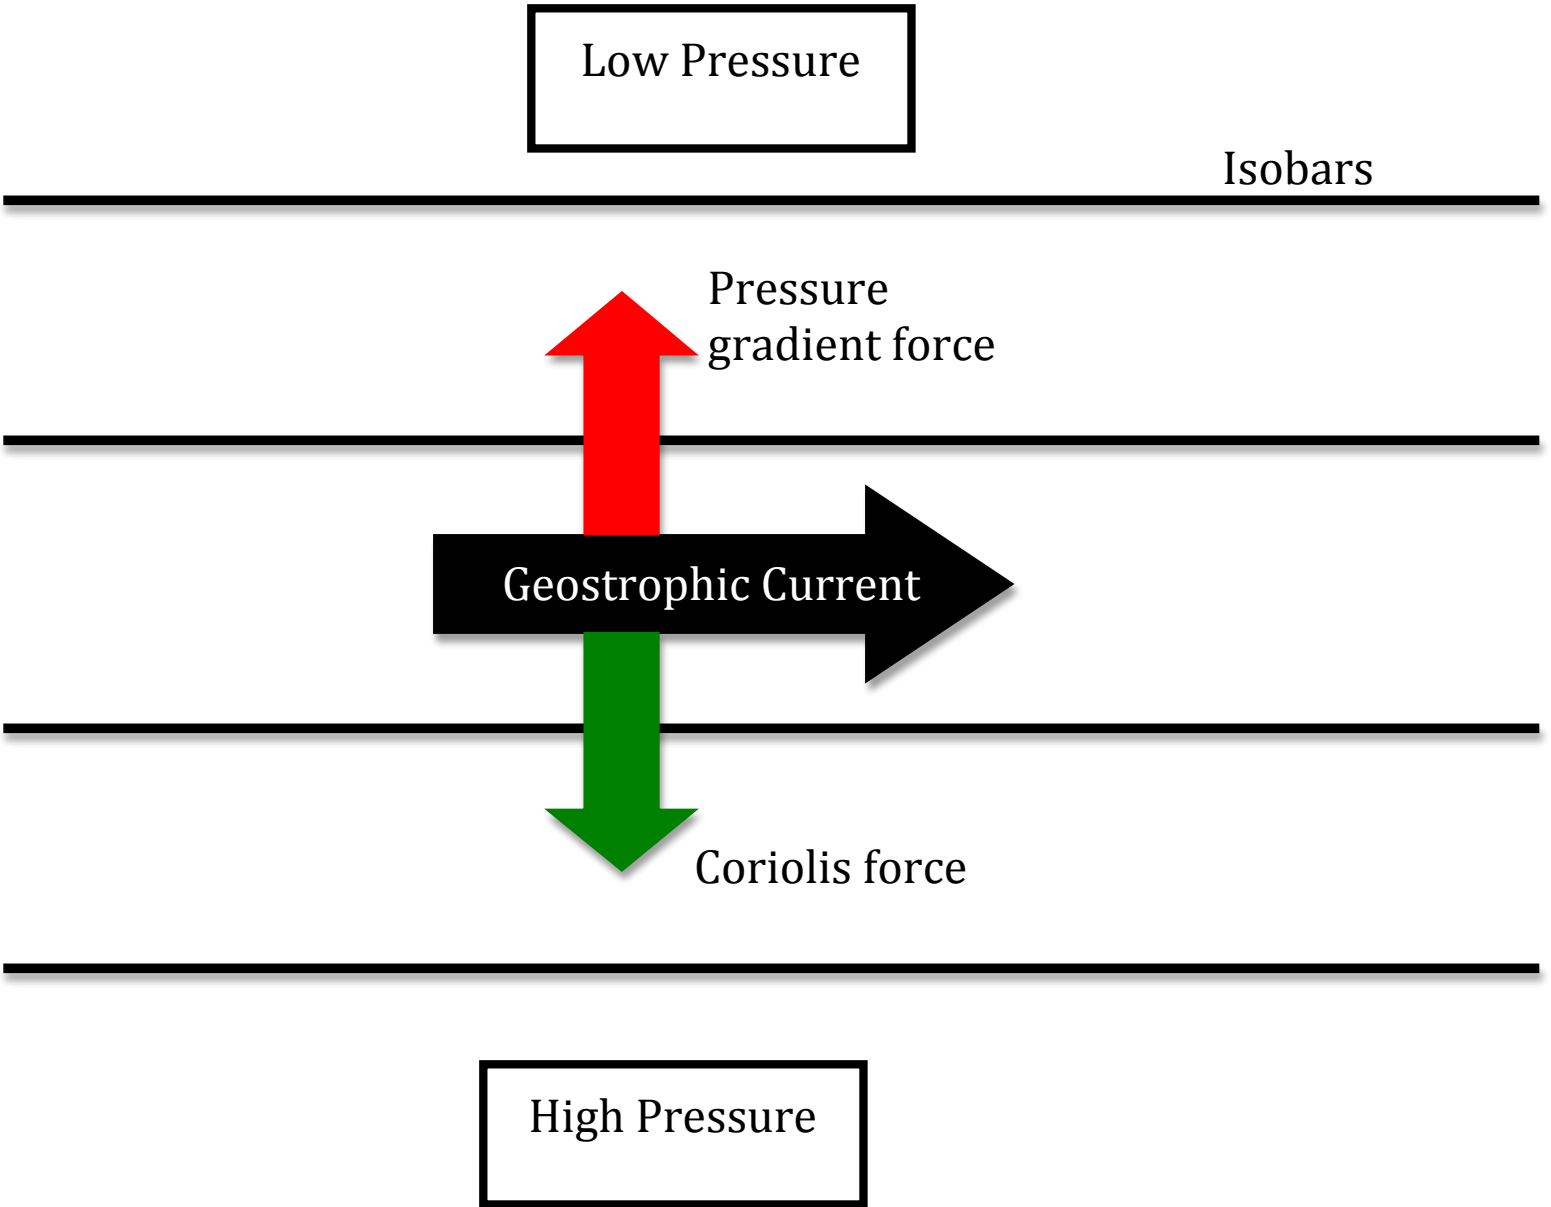 Low Pressure
Isobars
Pressure
gradient force
Geostrophic Current
Coriolis force
High Pressure